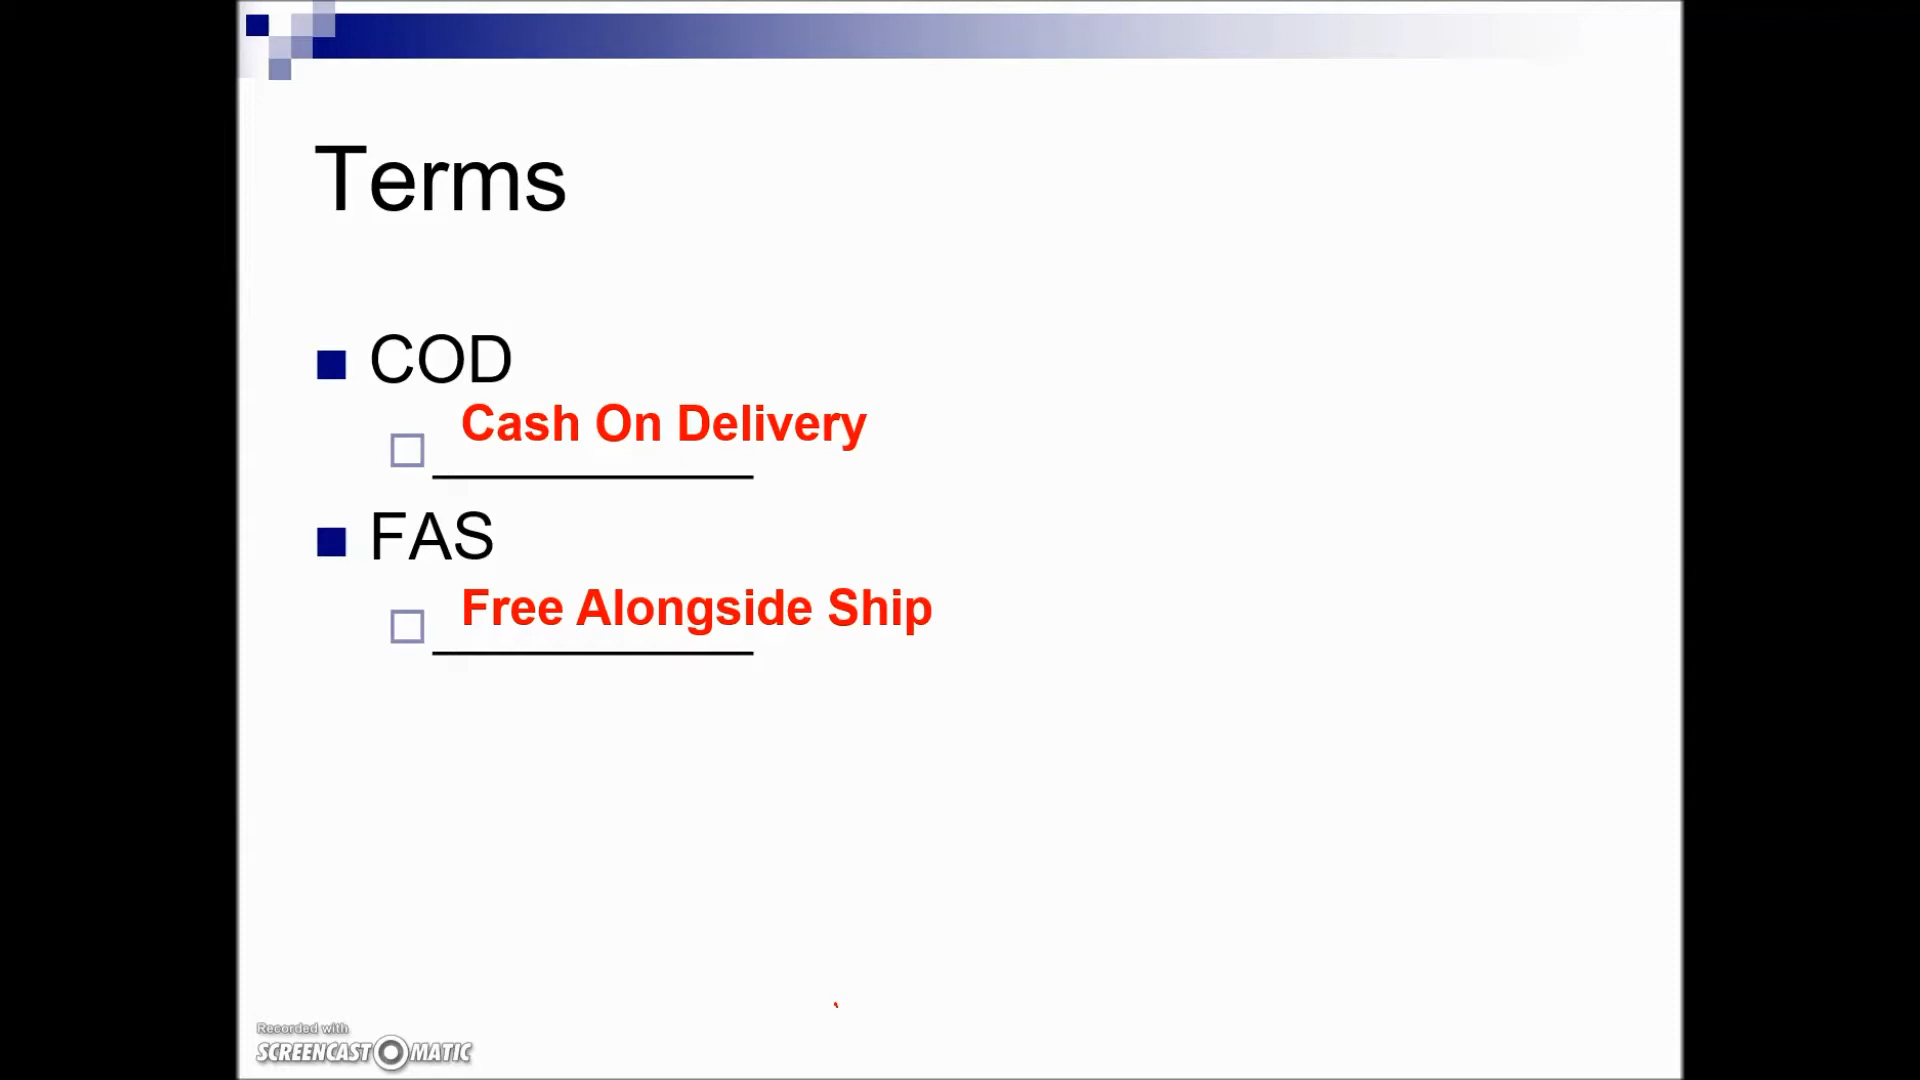 Terms
COD
Cash On Delivery
FAS
Free Alongside Ship
Recorded with
SCREENCAST MATIC